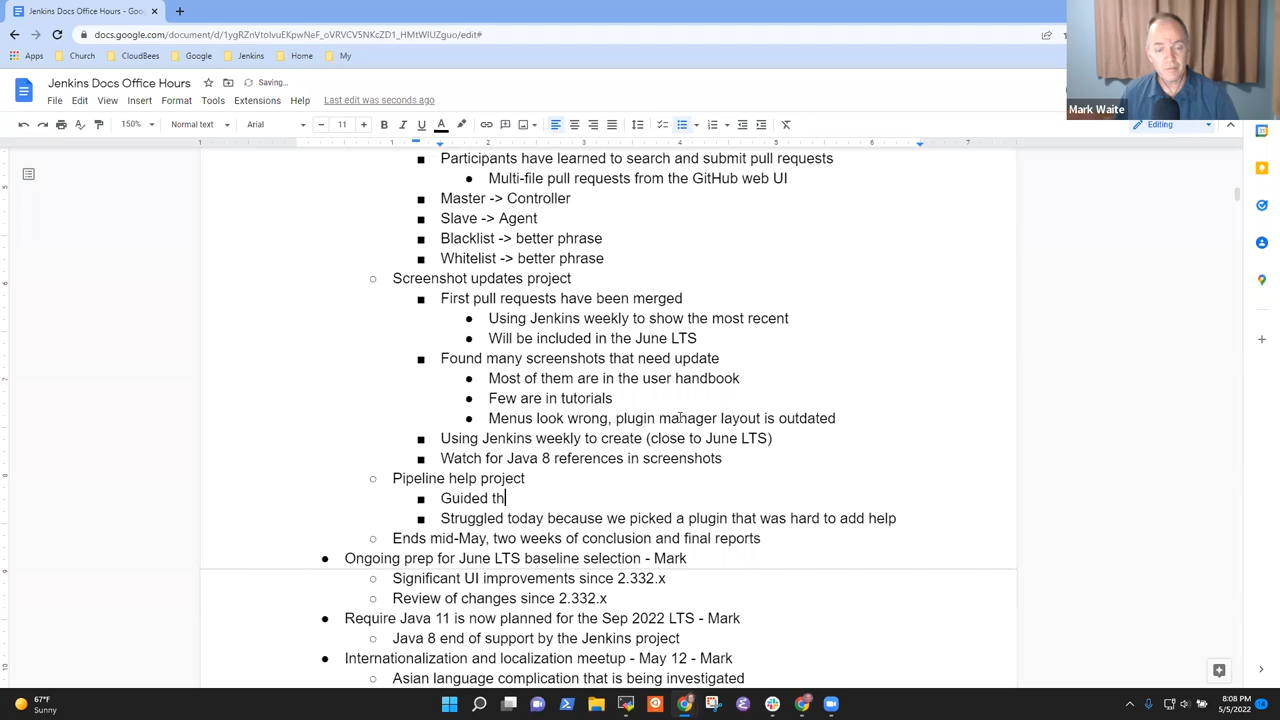 Jenkins Docs Office Hours - Goo
docs.google.com/document/d/1ygRZnVtoIvuEKpwNeF_oVRVCV5NKcZD1_HMtWIUZguo/edit#
Apps Church CloudBees Google Jenkins Home My
Jenkins Docs Office Hours Saving...
File Edit View Insert Format Tools Extensions Help Last edit was seconds ago
Mark Waite
150% Normal text Arial 11 Editing
1 1 2 3 4 5 6 7
Participants have learned to search and submit pull requests
Multi-file pull requests from the GitHub web UI
Master -> Controller
Slave -> Agent
Blacklist -> better phrase
Whitelist -> better phrase
Screenshot updates project
First pull requests have been merged
Using Jenkins weekly to show the most recent
Will be included in the June LTS
Found many screenshots that need update
Most of them are in the user handbook
Few are in tutorials
Menus look wrong, plugin manager layout is outdated
Using Jenkins weekly to create (close to June LTS)
Watch for Java 8 references in screenshots
Pipeline help project
Guided th
Struggled today because we picked a plugin that was hard to add help
Ends mid-May, two weeks of conclusion and final reports
Ongoing prep for June LTS baseline selection - Mark
Significant UI improvements since 2.332.x
Review of changes since 2.332.x
Require Java 11 is now planned for the Sep 2022 LTS - Mark
Java 8 end of support by the Jenkins project
Internationalization and localization meetup - May 12 - Mark
Asian language complication that is being investigated
67°F
Sunny
8:08 PM
5/5/2022